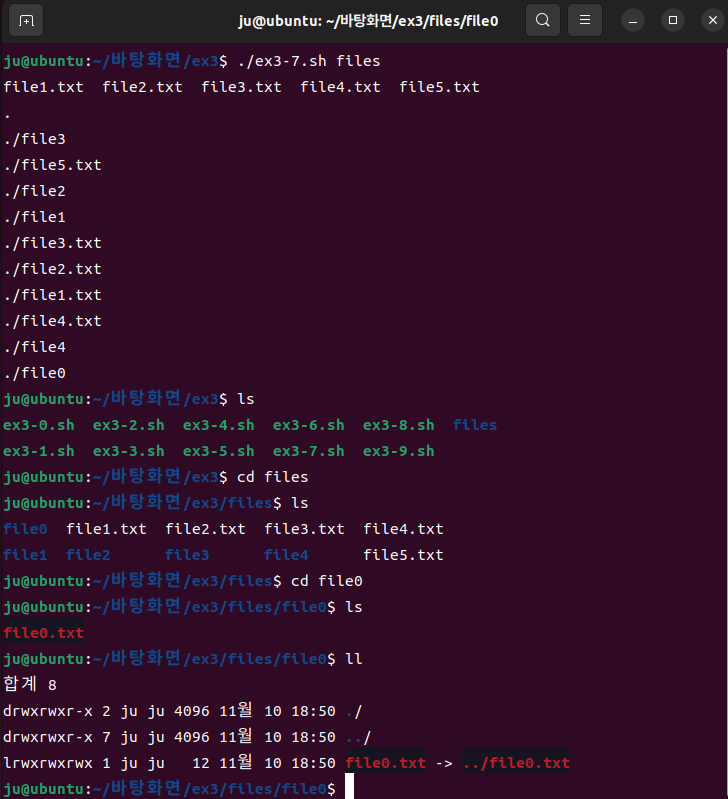 ju@ubuntu: ~/바탕화면/ex3/files/file0
ju@ubuntu:~/바탕화면/ex3$ ./ex3-7.sh files
file1.txt  file2.txt  file3.txt  file4.txt  file5.txt
.
./file3
./file5.txt
./file2
./file1
./file3.txt
./file2.txt
./file1.txt
./file4.txt
./file4
./file0
ju@ubuntu:~/바탕화면/ex3$ ls
ex3-0.sh  ex3-2.sh  ex3-4.sh  ex3-6.sh  ex3-8.sh  files
ex3-1.sh  ex3-3.sh  ex3-5.sh  ex3-7.sh  ex3-9.sh
ju@ubuntu:~/바탕화면/ex3$ cd files
ju@ubuntu:~/바탕화면/ex3/files$ ls
file0  file1.txt  file2.txt  file3.txt  file4.txt
file1  file2      file3      file4      file5.txt
ju@ubuntu:~/바탕화면/ex3/files$ cd file0
ju@ubuntu:~/바탕화면/ex3/files/file0$ ls
file0.txt
ju@ubuntu:~/바탕화면/ex3/files/file0$ ll
합계 8
drwxrwxr-x 2 ju ju 4096 11월 10 18:50 ./
drwxrwxr-x 7 ju ju 4096 11월 10 18:50 ../
lrwxrwxrwx 1 ju ju   12 11월 10 18:50 file0.txt -> ../file0.txt
ju@ubuntu:~/바탕화면/ex3/files/file0$